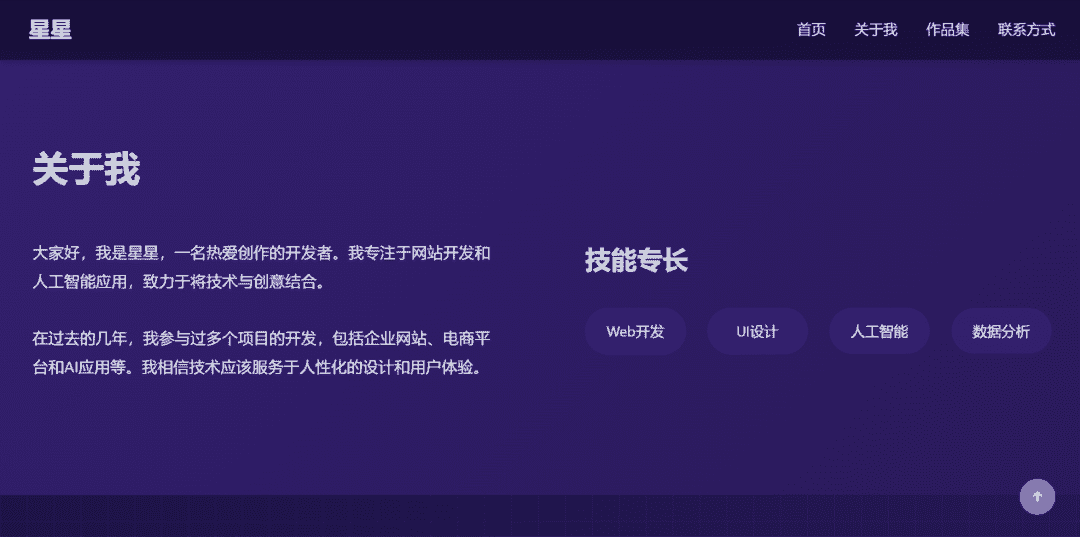 星星
首页 关于我 作品集 联系方式
关于我
大家好，我是星星，一名热爱创作的开发者。我专注于网站开发和
人工智能应用，致力于将技术与创意结合。
在过去的几年，我参与过多个项目的开发，包括企业网站、电商平
台和AI应用等。我相信技术应该服务于人性化的设计和用户体验。
技能专长
Web开发 UI设计 人工智能 数据分析